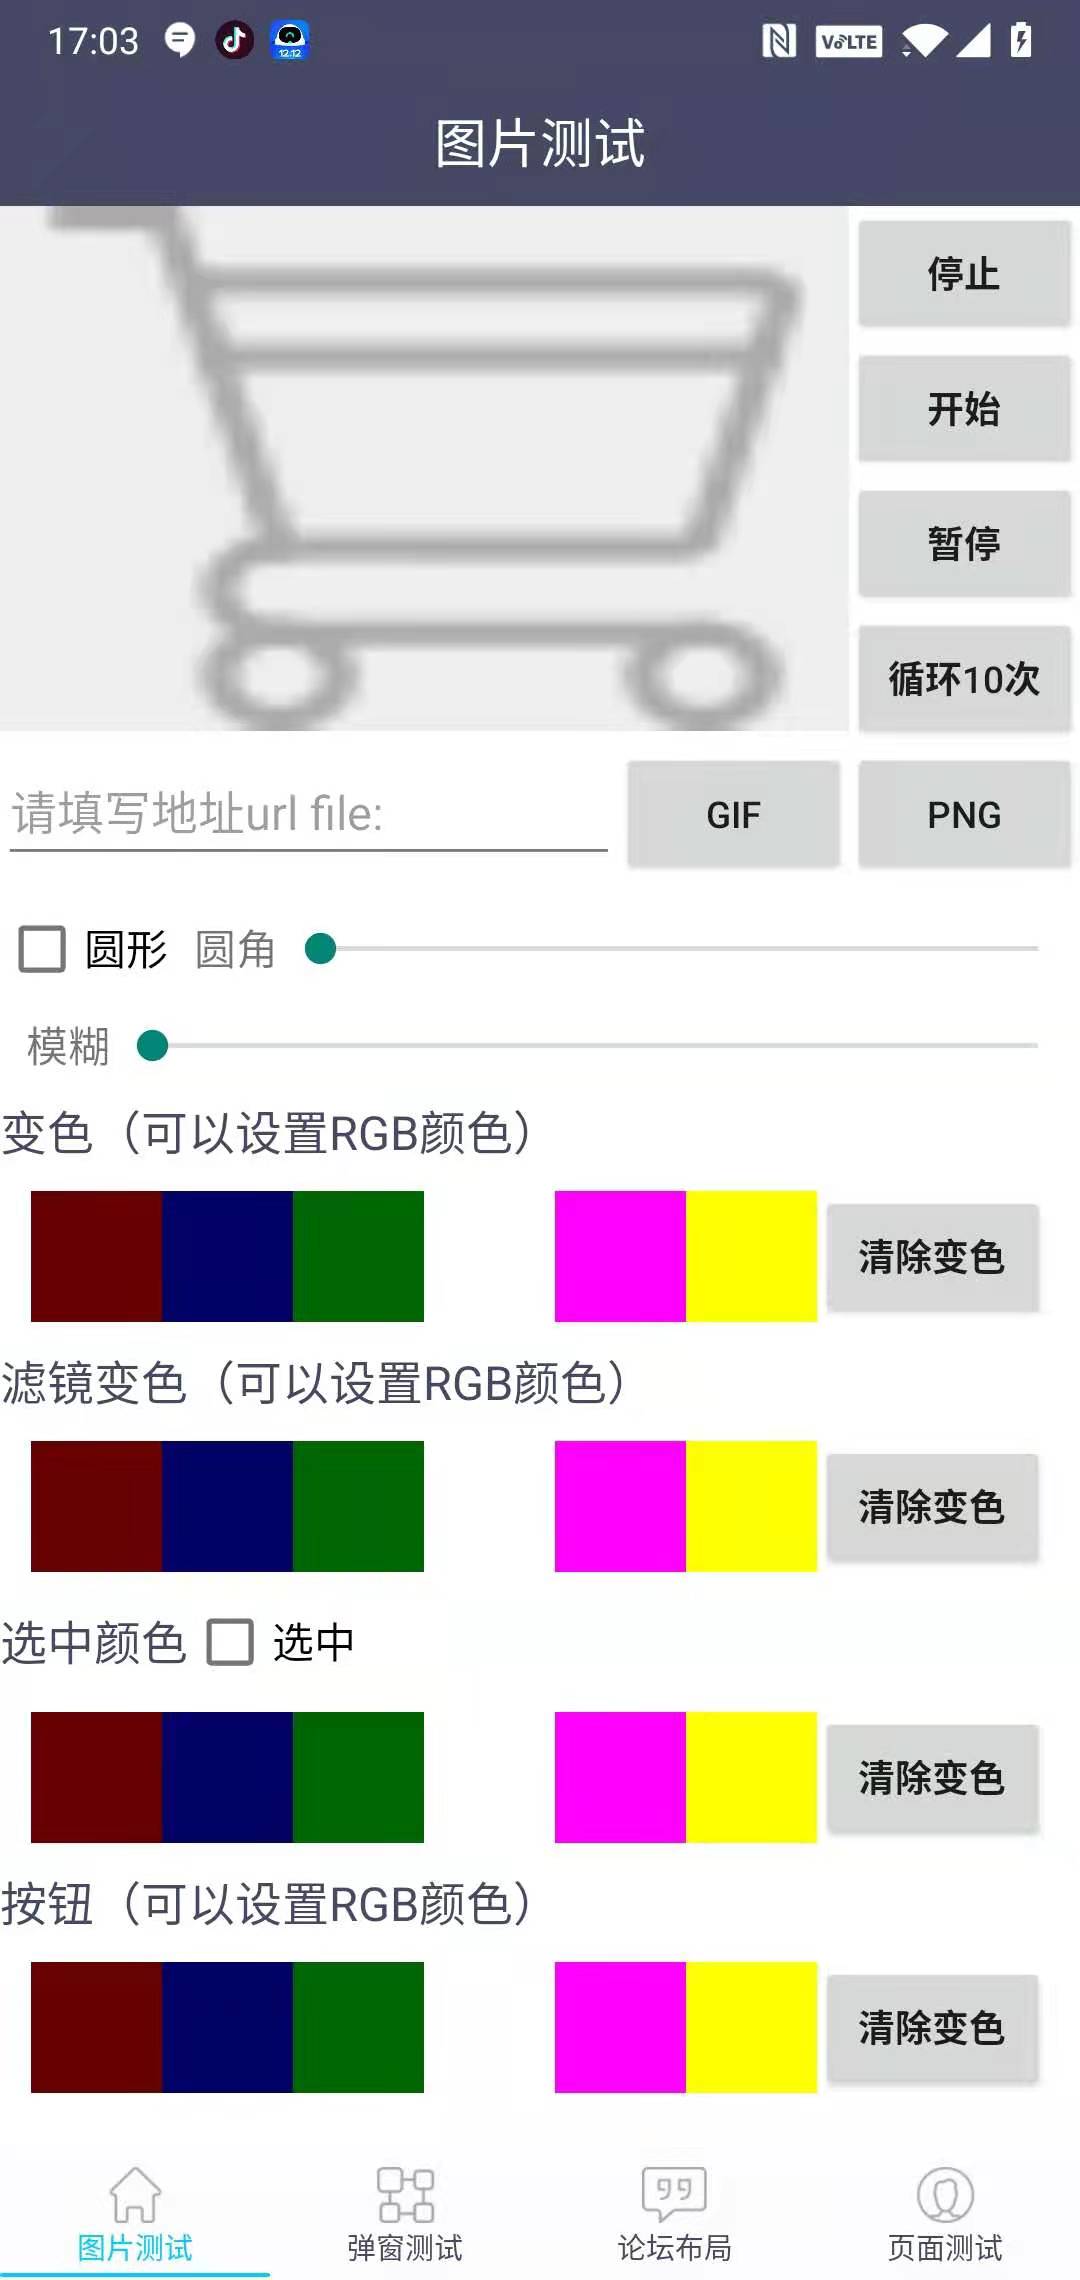 17:03
12.12
VoLTE
图片测试
停止
开始
暂停
循环10次
请填写地址url file:
GIF
PNG
圆形 圆角
模糊
变色（可以设置RGB颜色）
清除变色
滤镜变色（可以设置RGB颜色）
清除变色
选中颜色 选中
清除变色
按钮（可以设置RGB颜色）
清除变色
图片测试 弹窗测试 论坛布局 页面测试